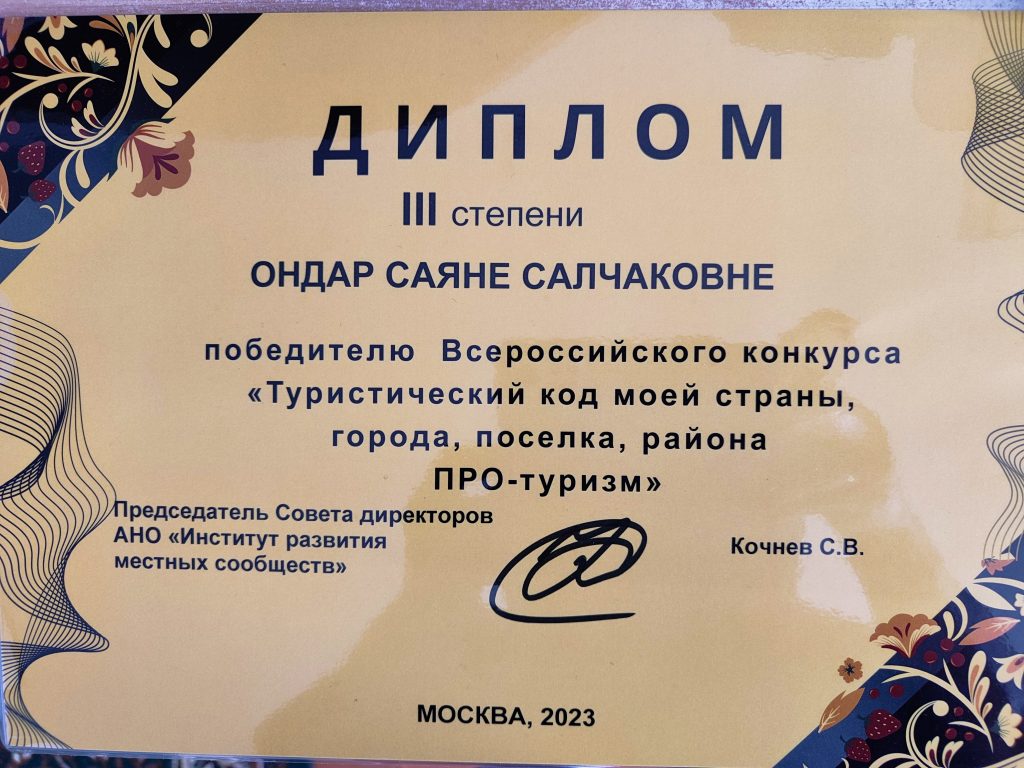 ДИПЛОМ
III степени
ОНДАР САЯНЕ САЛЧАКОВНЕ
победителю Всероссийского конкурса
«Туристический код моей страны,
города, поселка, района
ПРО-туризм»
Председатель Совета директоров
АНО «Институт развития
местных сообществ»
Кочнев С.В.
МОСКВА, 2023